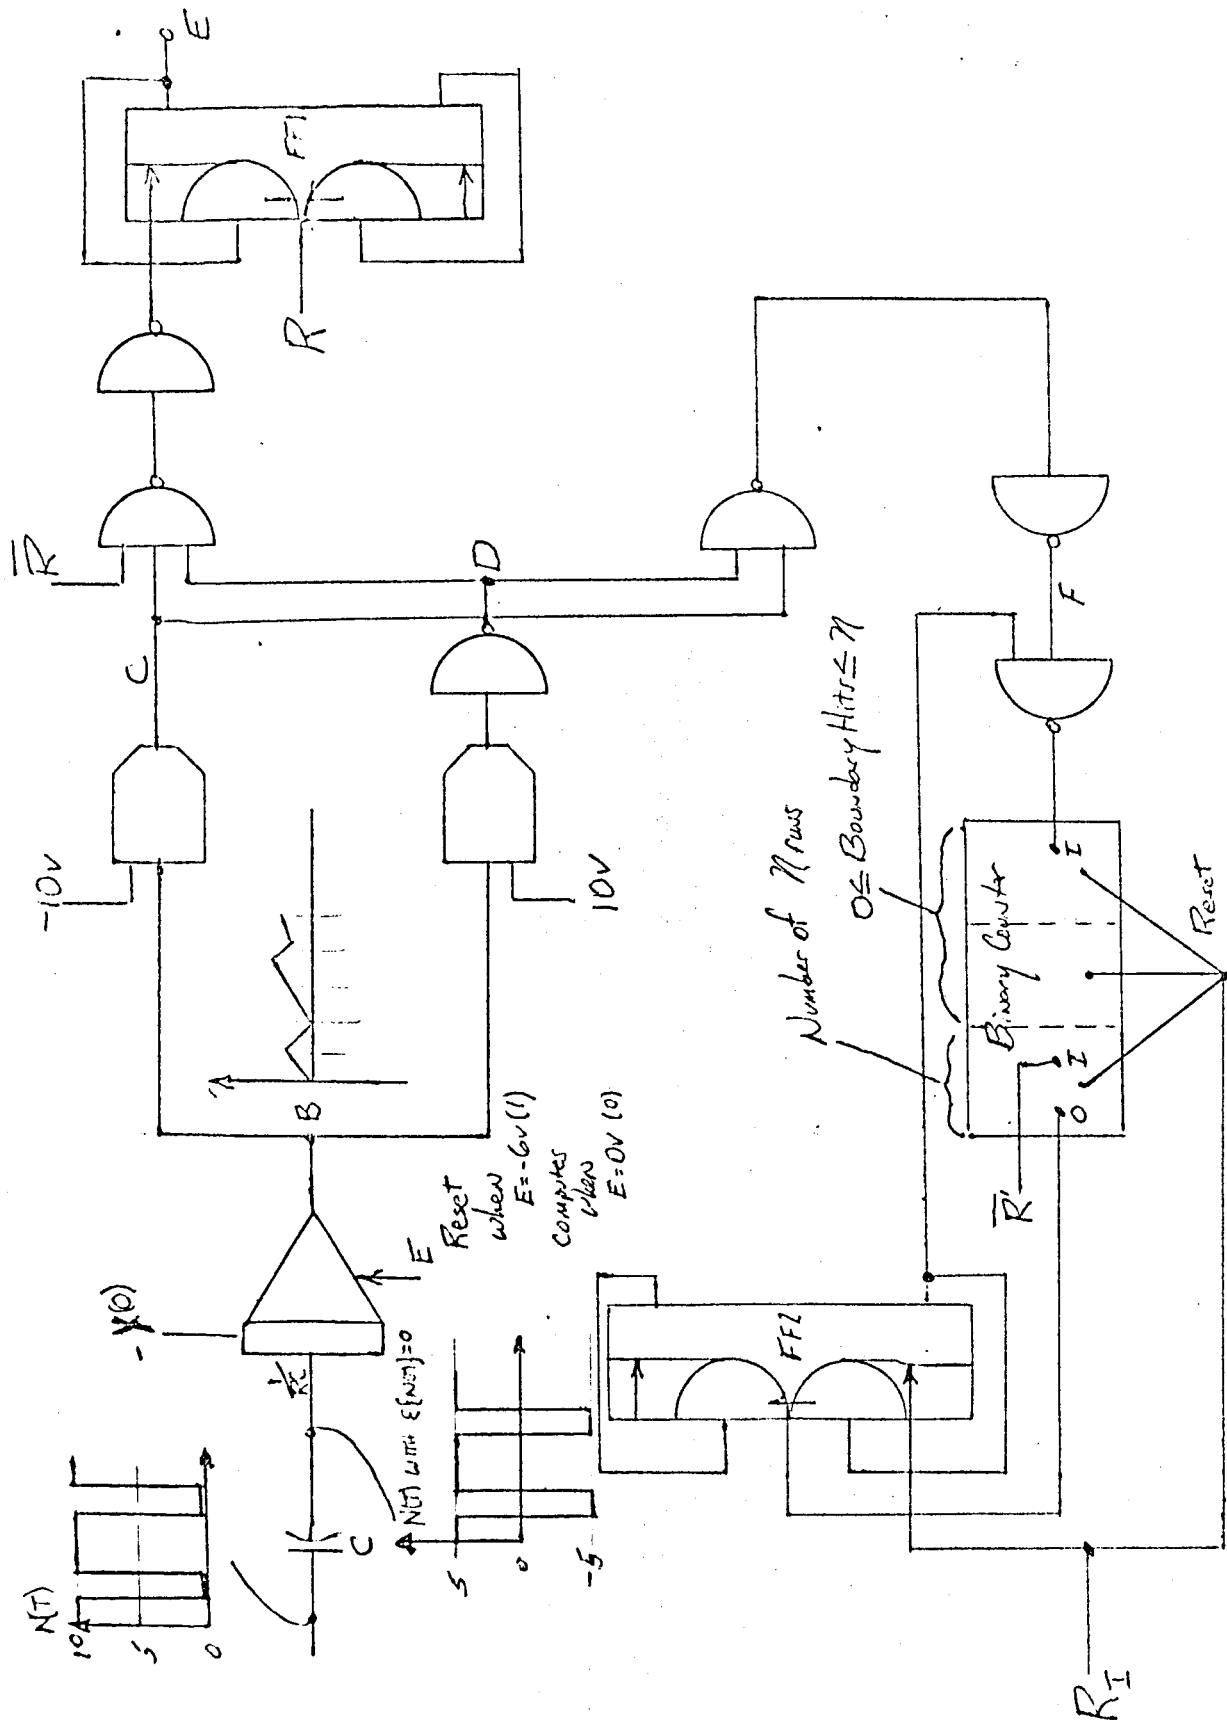 N(T)
10
5
0
C
N(T) WITH ε{N(T)}=0
5
0
-5
1/RC
-X(0)
E
Reset
when
E=-6v(1)
computes
when
E=0v(0)
B
-10v
10v
C
D
R̅
R
FF1
E
FF2
R_I
R̅'
O
I
Binary Counter
I
Reset
Number of η runs
0≤ Boundary Hits ≤ η
F